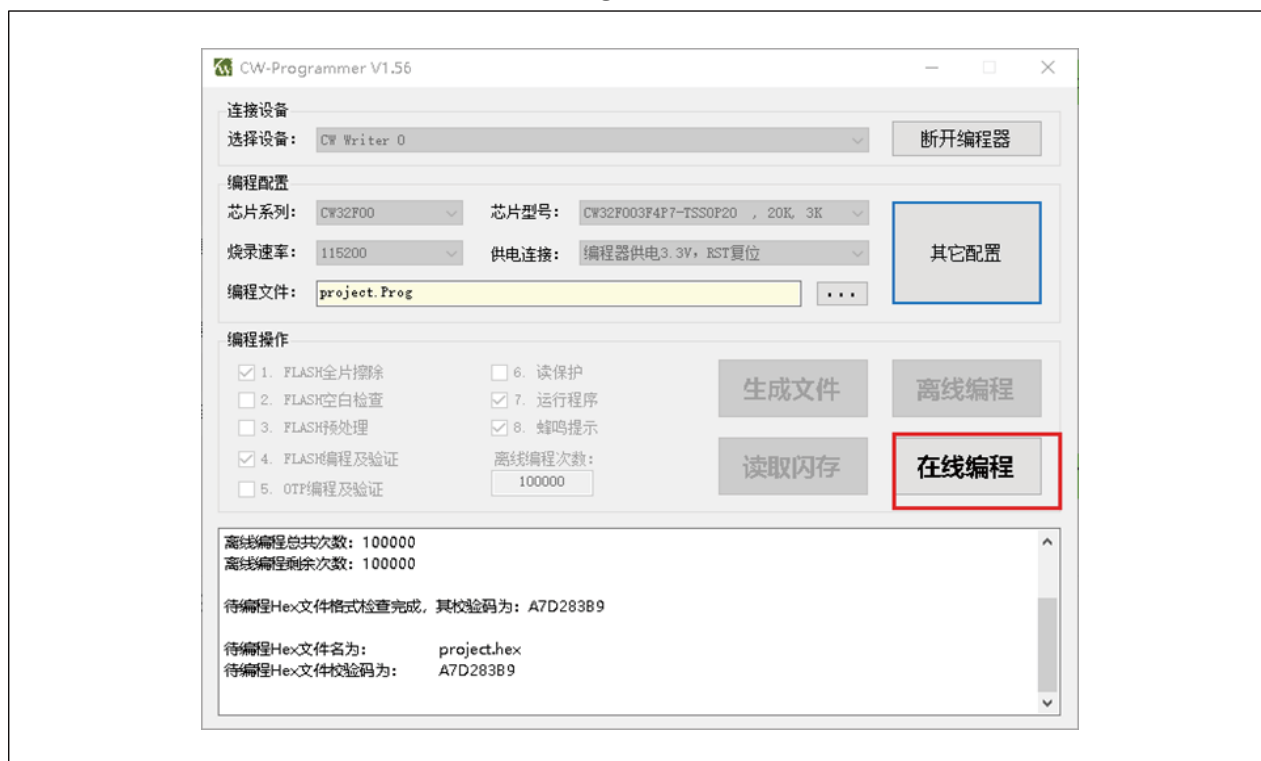 CW-Programmer V1.56
连接设备
选择设备: CW Writer 0 断开编程器
编程配置
芯片系列: CW32F00 芯片型号: CW32F003F4P7-TSSOP20 , 20K, 3K
烧录速率: 115200 供电连接: 编程器供电3.3V, RST复位 其它配置
编程文件: project.Prog ...
编程操作
1. FLASH全片擦除 6. 读保护
2. FLASH空白检查 7. 运行程序 生成文件 离线编程
3. FLASH预处理 8. 蜂鸣提示
4. FLASH编程及验证 离线编程次数: 读取闪存 在线编程
5. OTP编程及验证 100000
离线编程总共次数: 100000
离线编程剩余次数: 100000
待编程Hex文件格式检查完成, 其校验码为: A7D283B9
待编程Hex文件名为: project.hex
待编程Hex文件校验码为: A7D283B9